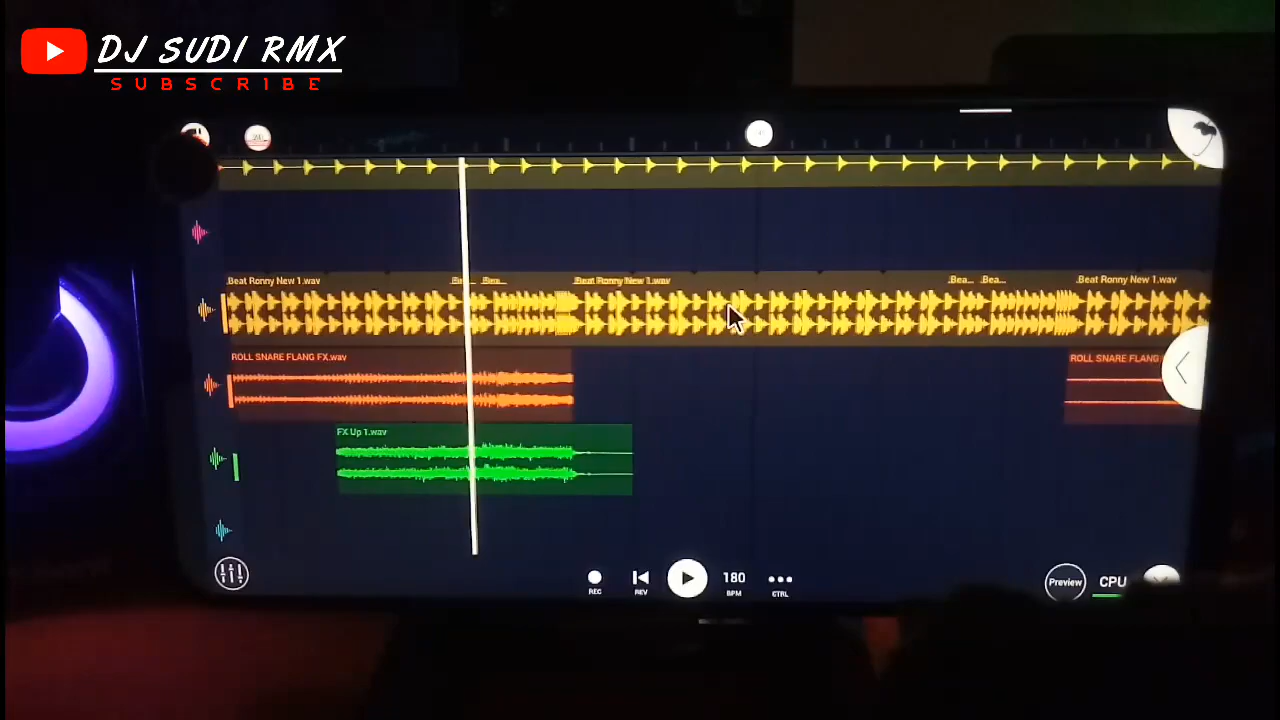 DJ SUDI RMX
SUBSCRIBE
Beat Ronny New 1.wav
Beat Ronny New 1.wav
Bea...
Bea...
Beat Ronny New 1.wav
ROLL SNARE FLANG FX.wav
ROLL SNARE FLANG
FX Up 1.wav
REC
REV
180
BPM
CTRL
Preview
CPU